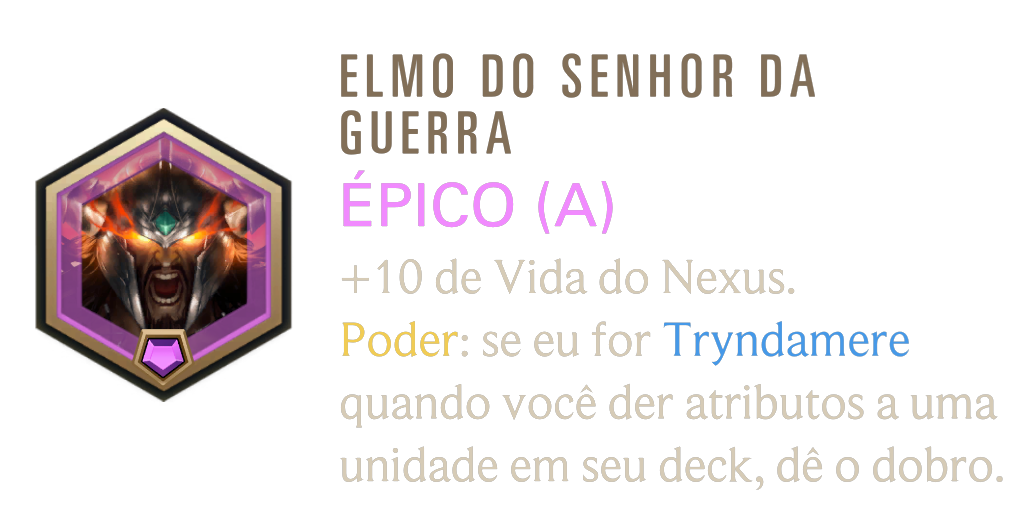 ELMO DO SENHOR DA
GUERRA
ÉPICO (A)
+10 de Vida do Nexus.
Poder: se eu for Tryndamere
quando você der atributos a uma
unidade em seu deck, dê o dobro.